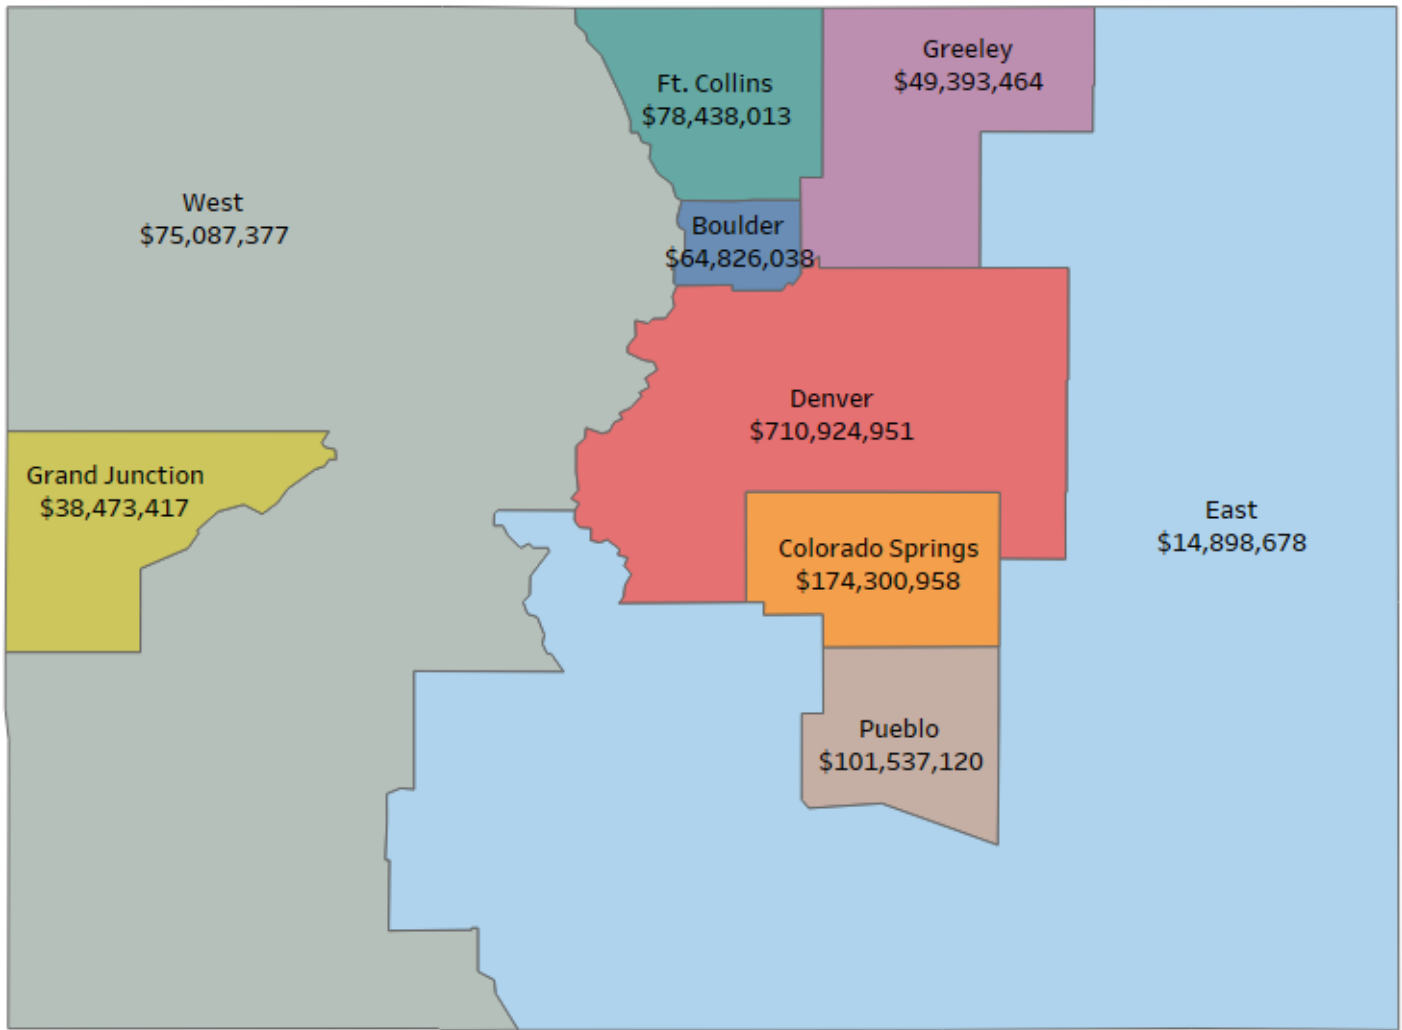 Greeley
$49,393,464
Ft. Collins
$78,438,013
West
$75,087,377
Boulder
$64,826,038
Denver
$710,924,951
Grand Junction
$38,473,417
East
$14,898,678
Colorado Springs
$174,300,958
Pueblo
$101,537,120